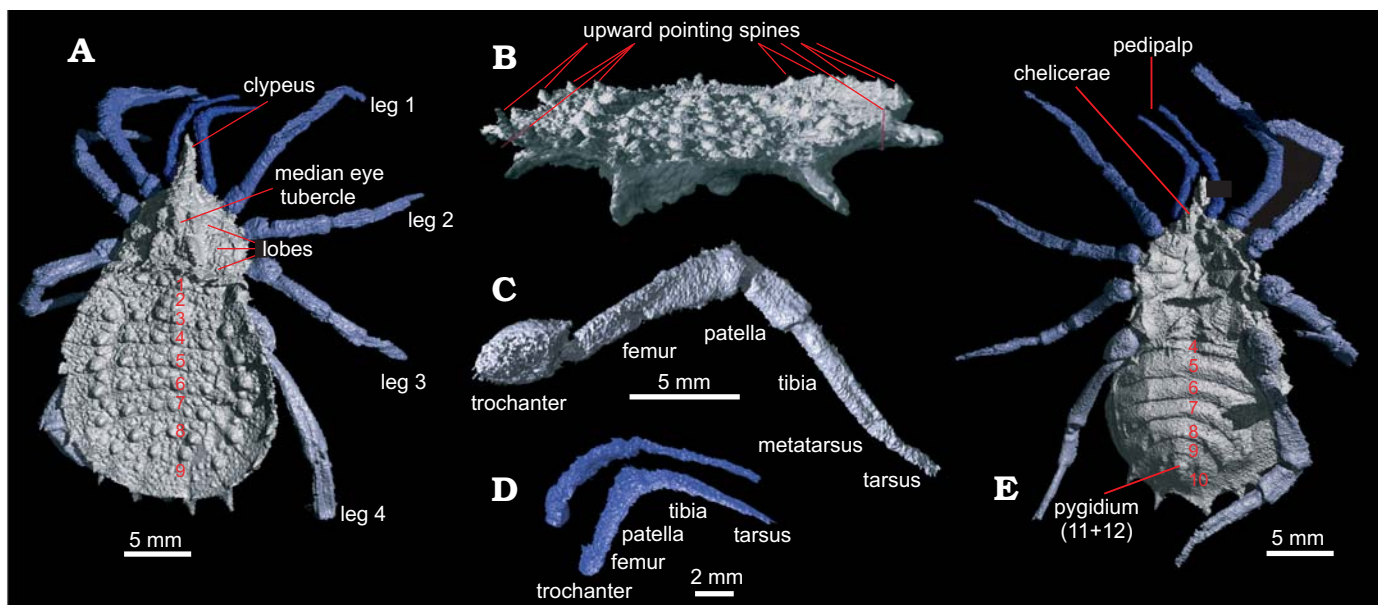 A
clypeus
leg 1
median eye
tubercle
leg 2
lobes
1
2
3
4
5
6
7
8
9
leg 3
leg 4
5 mm
B
upward pointing spines
C
trochanter
femur
patella
tibia
metatarsus
tarsus
5 mm
D
trochanter
femur
patella
tibia
tarsus
2 mm
E
pedipalp
chelicerae
4
5
6
7
8
9
10
pygidium
(11+12)
5 mm